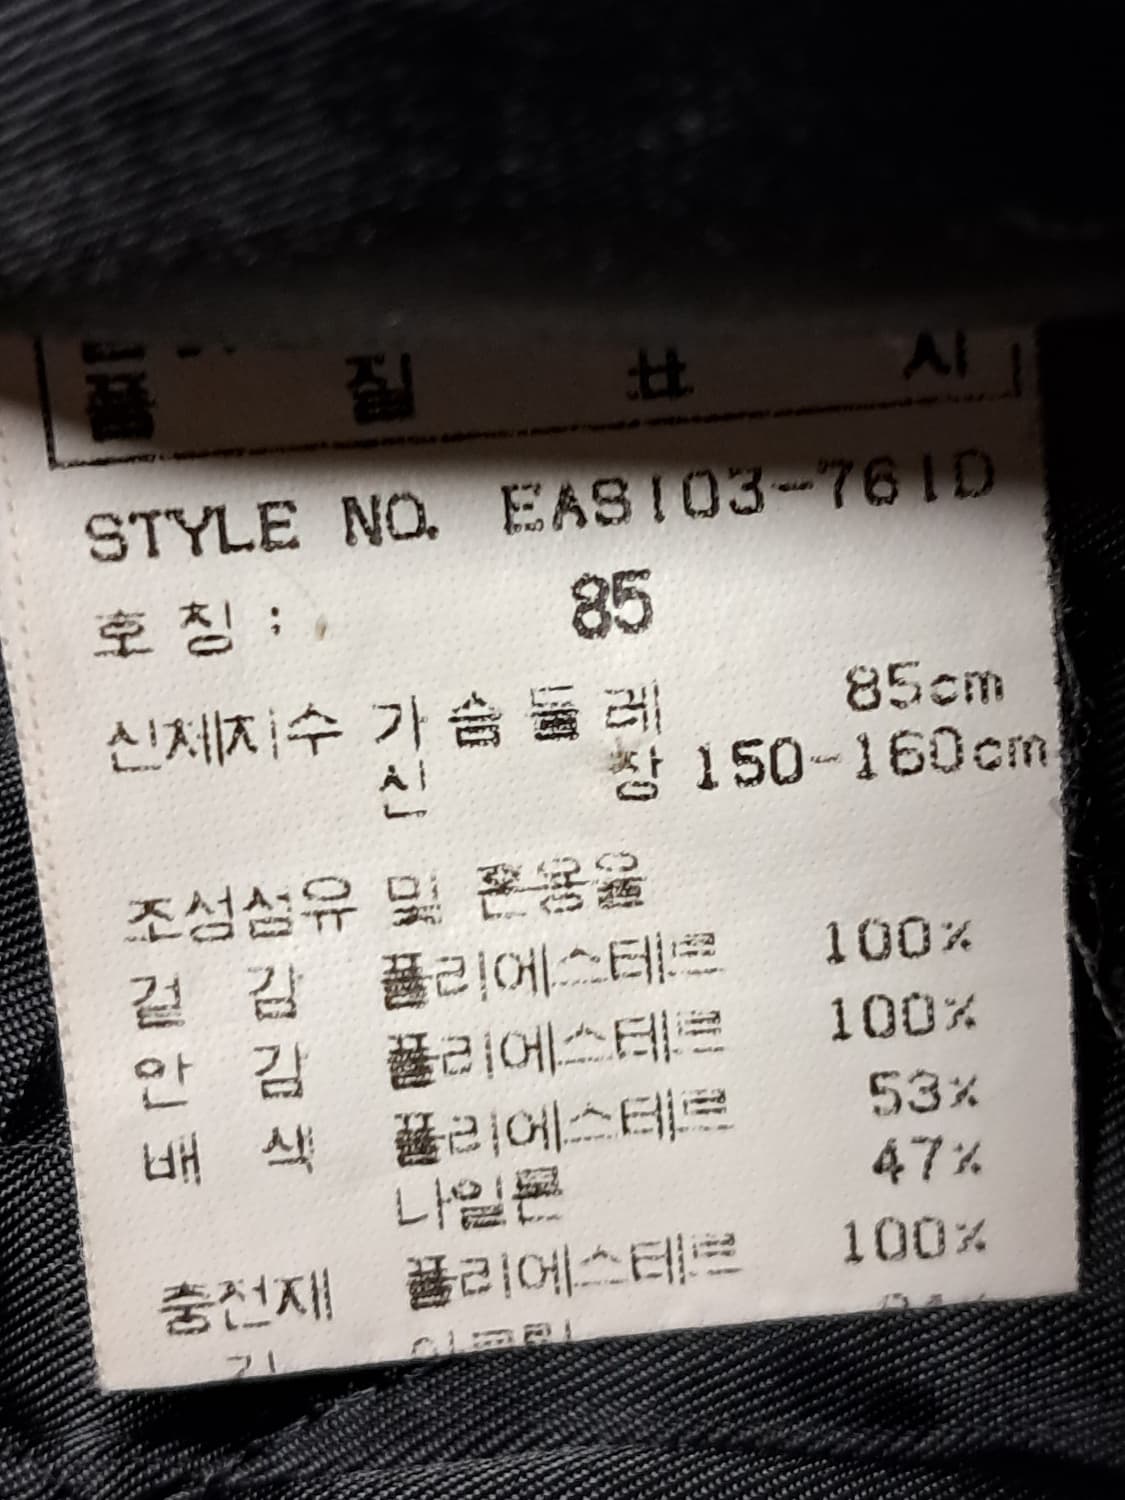 품 질 표 시
STYLE NO. EAS103-761D
호 칭 : 85
신체치수 가 슴 둘 레 85cm
신 장 150-160cm
조성섬유 및 혼용율
겉 감 폴리에스테르 100%
안 감 폴리에스테르 100%
배 색 폴리에스테르 53%
나일론 47%
충전재 폴리에스테르 100%